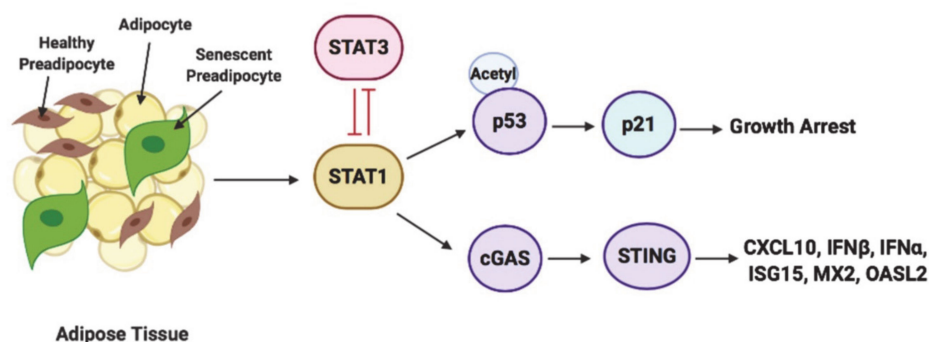 Healthy
Preadipocyte
Adipocyte
Senescent
Preadipocyte
Adipose Tissue
STAT3
STAT1
Acetyl
p53
p21
Growth Arrest
cGAS
STING
CXCL10, IFNβ, IFNα,
ISG15, MX2, OASL2